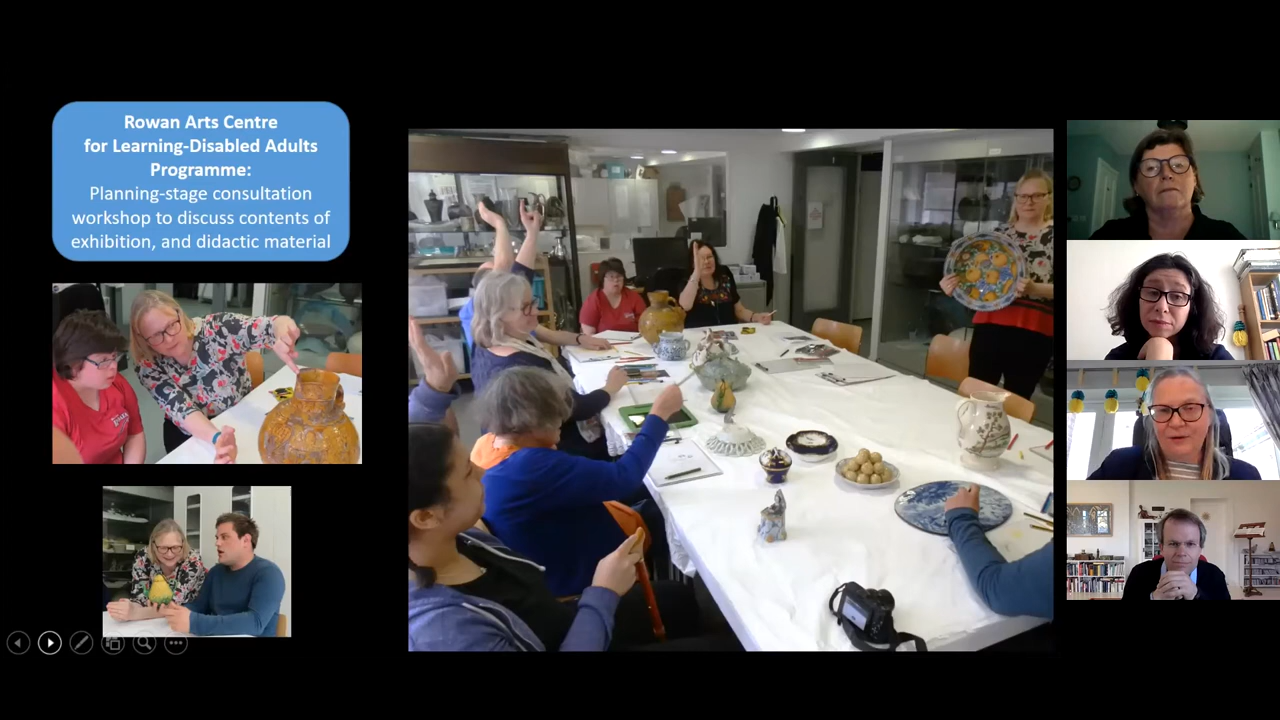 Rowan Arts Centre
for Learning-Disabled Adults
Programme:
Planning-stage consultation
workshop to discuss contents of
exhibition, and didactic material